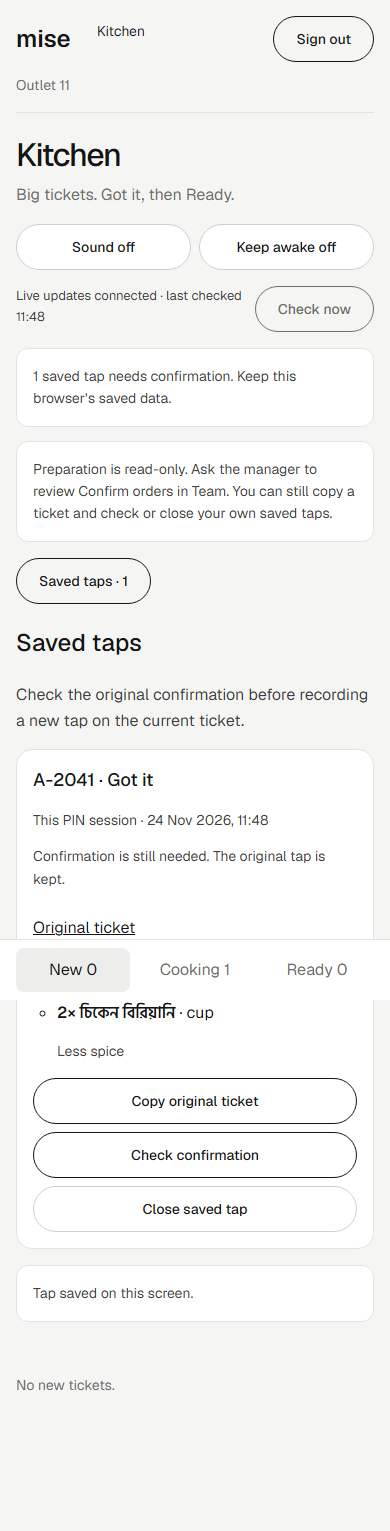 mise
Kitchen
Sign out
Outlet 11
Kitchen
Big tickets. Got it, then Ready.
Sound off
Keep awake off
Live updates connected · last checked
11:48
Check now
1 saved tap needs confirmation. Keep this
browser's saved data.
Preparation is read-only. Ask the manager to
review Confirm orders in Team. You can still copy a
ticket and check or close your own saved taps.
Saved taps · 1
Saved taps
Check the original confirmation before recording
a new tap on the current ticket.
A-2041 · Got it
This PIN session · 24 Nov 2026, 11:48
Confirmation is still needed. The original tap is
kept.
Original ticket
New 0
Cooking 1
Ready 0
2× চিকেন বিরিয়ানি · cup
Less spice
Copy original ticket
Check confirmation
Close saved tap
Tap saved on this screen.
No new tickets.